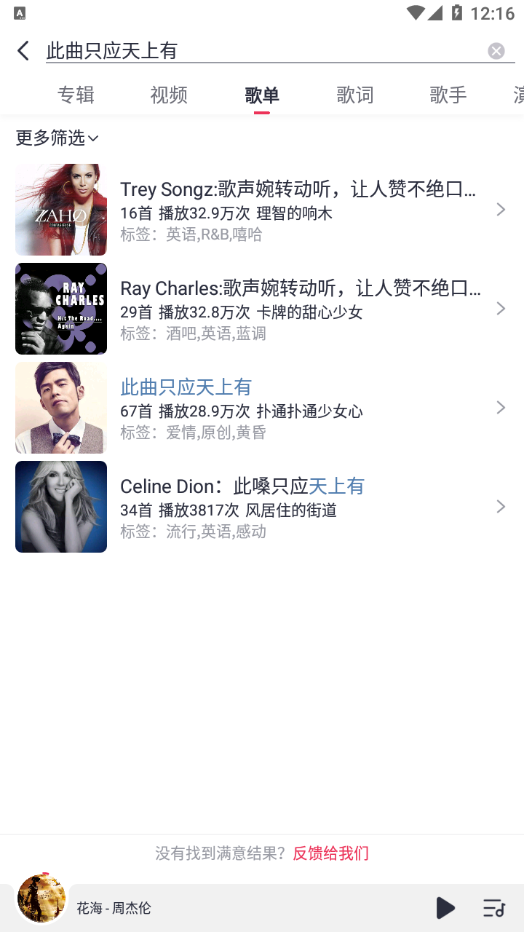 A
12:16
此曲只应天上有
专辑 视频 歌单 歌词 歌手
更多筛选
ZAHO
Trey Songz:歌声婉转动听，让人赞不绝口...
16首 播放32.9万次 理智的响木
标签：英语,R&B,嘻哈
RAY
CHARLES
Hit The Road...
Again
Ray Charles:歌声婉转动听，让人赞不绝口...
29首 播放32.8万次 卡牌的甜心少女
标签：酒吧,英语,蓝调
此曲只应天上有
67首 播放28.9万次 扑通扑通少女心
标签：爱情,原创,黄昏
Celine Dion：此嗓只应天上有
34首 播放3817次 风居住的街道
标签：流行,英语,感动
没有找到满意结果？反馈给我们
花海 - 周杰伦